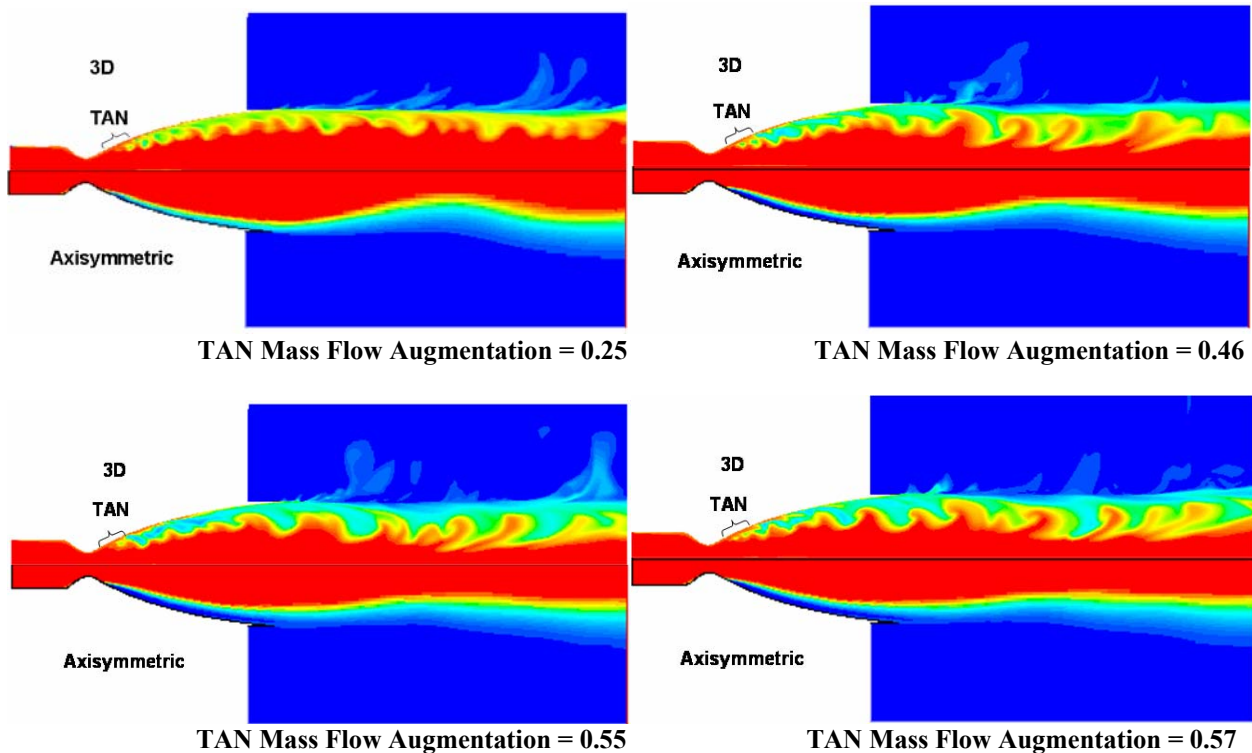 3D
TAN
Axisymmetric
TAN Mass Flow Augmentation = 0.25
3D
TAN
Axisymmetric
TAN Mass Flow Augmentation = 0.46
3D
TAN
Axisymmetric
TAN Mass Flow Augmentation = 0.55
3D
TAN
Axisymmetric
TAN Mass Flow Augmentation = 0.57